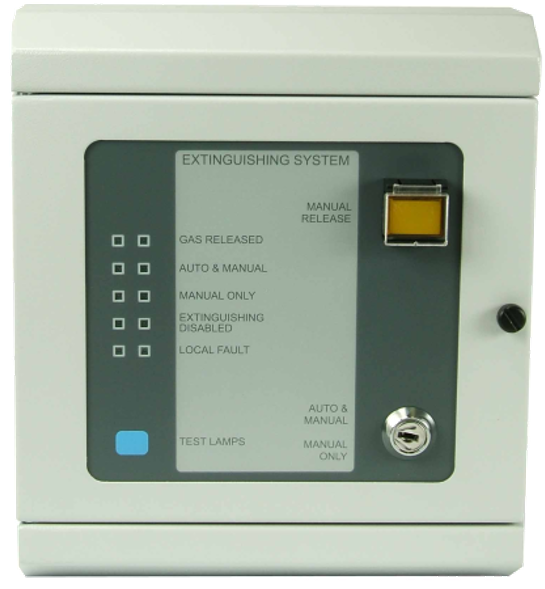 EXTINGUISHING SYSTEM
MANUAL
RELEASE
GAS RELEASED
AUTO & MANUAL
MANUAL ONLY
EXTINGUISHING
DISABLED
LOCAL FAULT
AUTO &
MANUAL
TEST LAMPS
MANUAL
ONLY